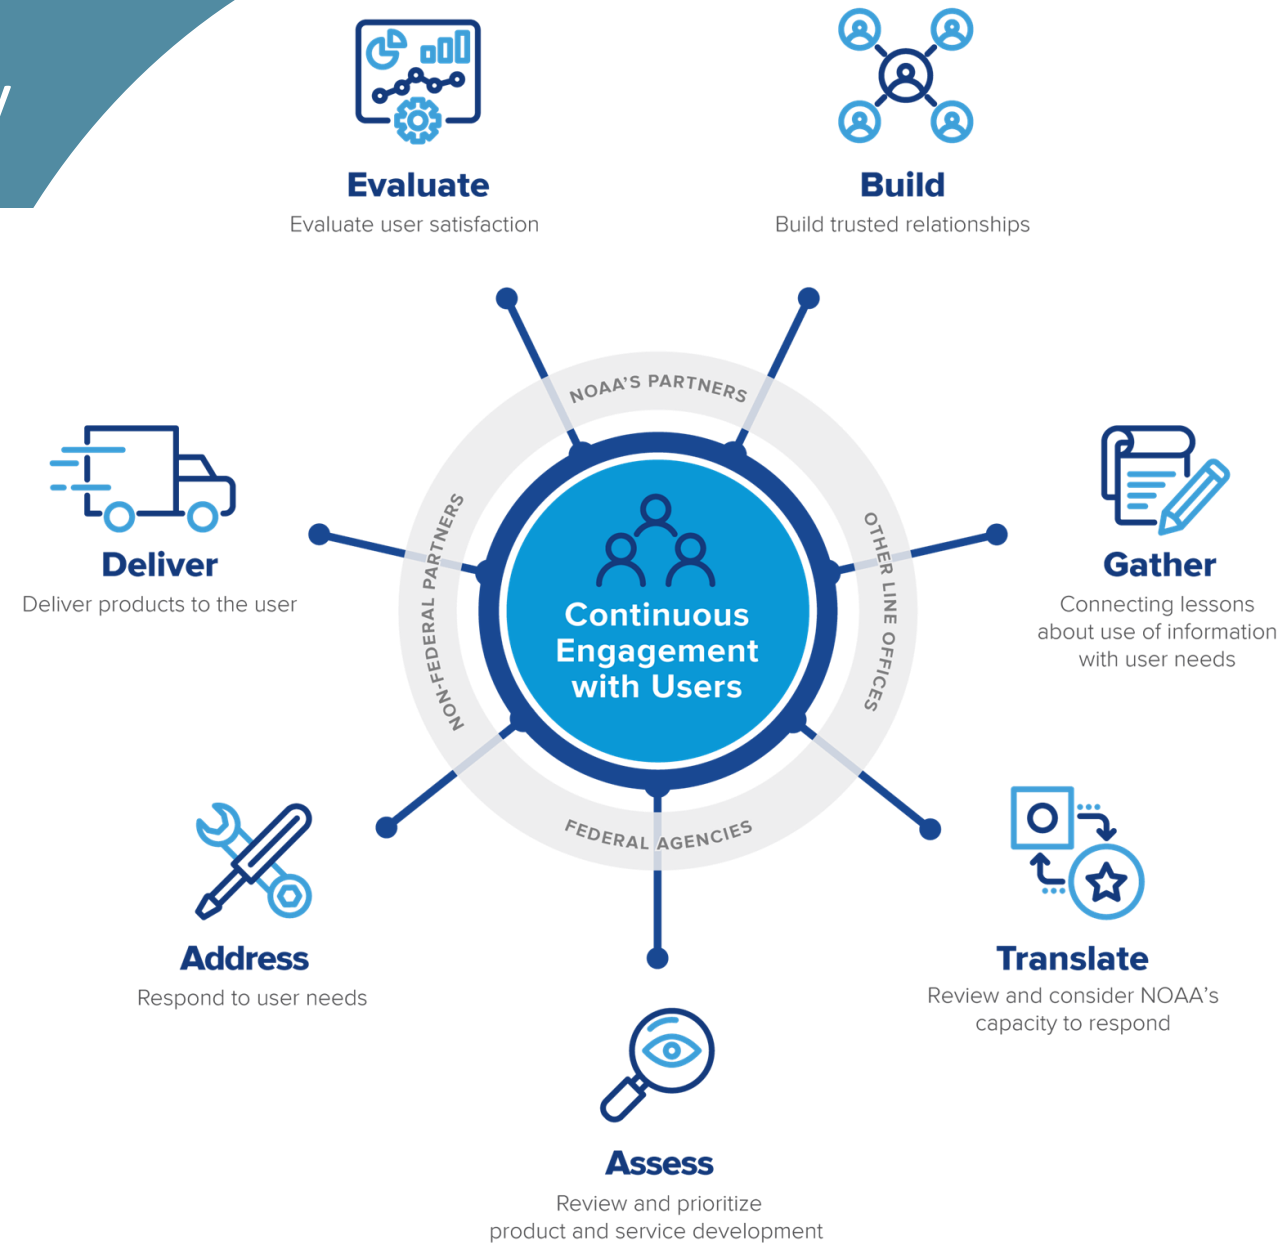 Evaluate
Evaluate user satisfaction
Build
Build trusted relationships
NOAA'S PARTNERS
Deliver
Deliver products to the user
NON-FEDERAL PARTNERS
Continuous
Engagement
with Users
OTHER LINE OFFICES
Gather
Connecting lessons
about use of information
with user needs
FEDERAL AGENCIES
Address
Respond to user needs
Translate
Review and consider NOAA's
capacity to respond
Assess
Review and prioritize
product and service development